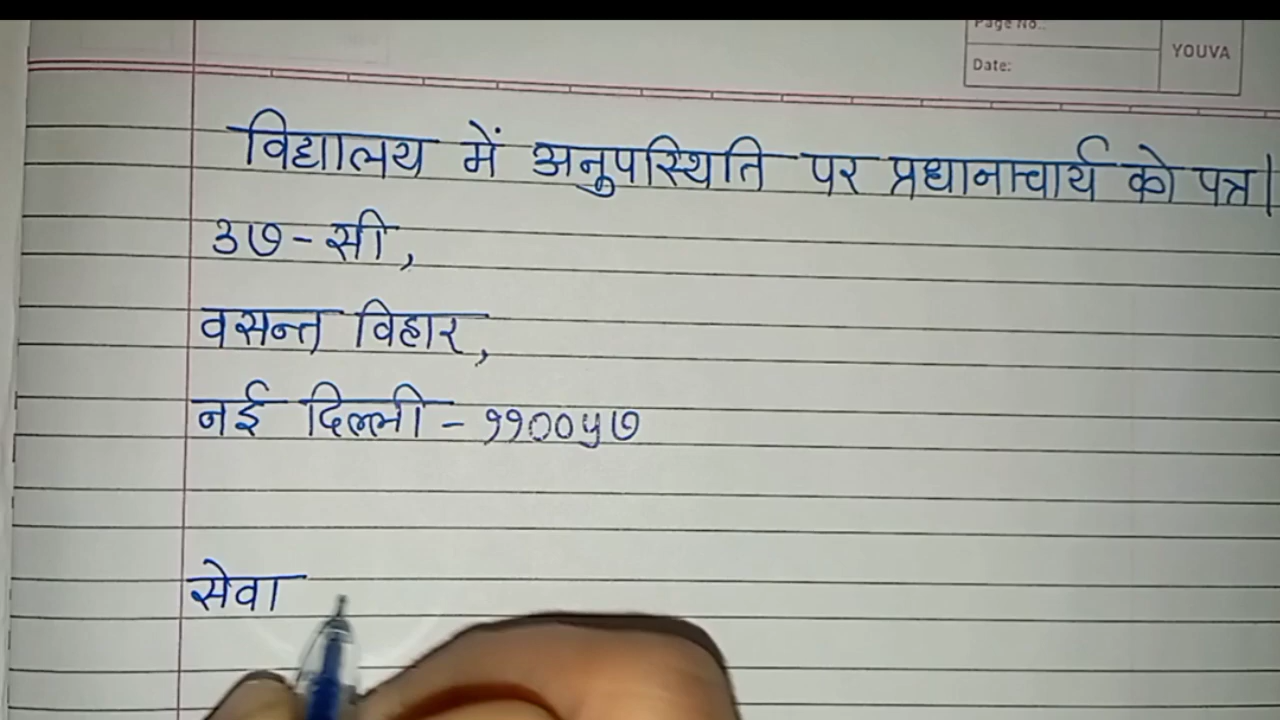 Page No.:
Date:
YOUVA
विद्यालय में अनुपस्थिति पर प्रधानाचार्य को पत्र।
३७-सी,
वसन्त विहार,
नई दिल्ली - ११००५७
सेवा